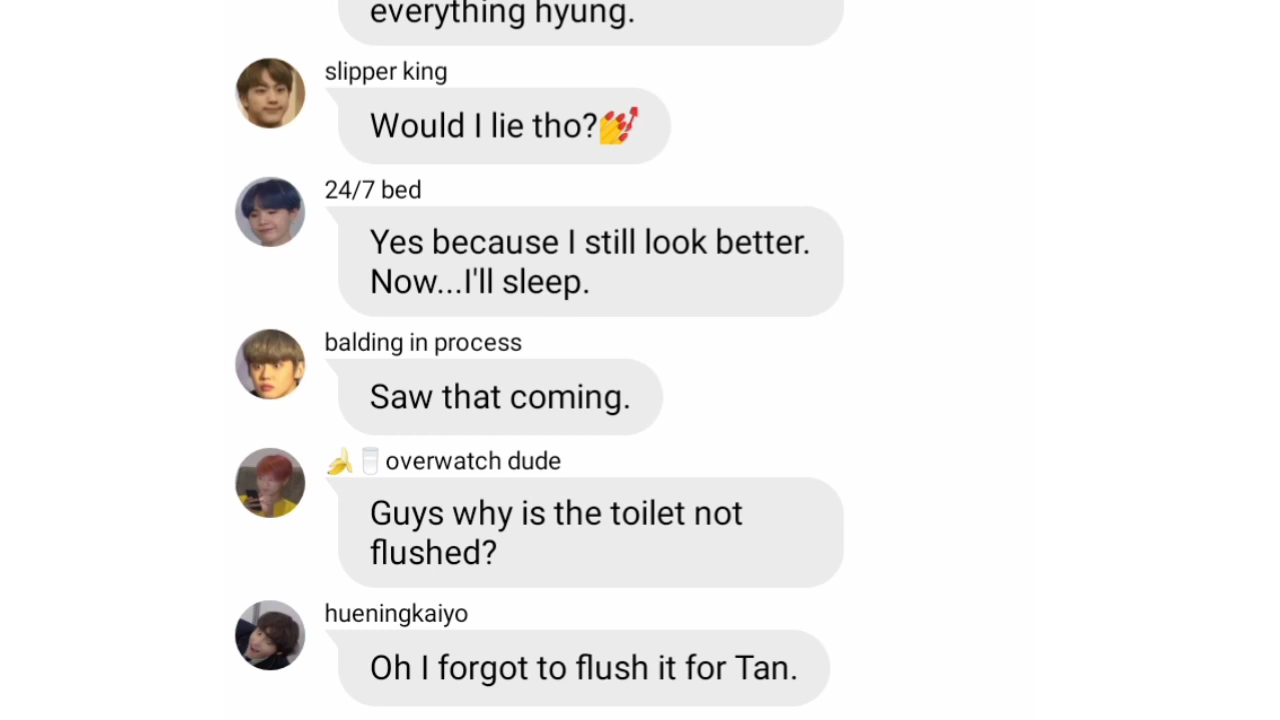 everything hyung.
slipper king
Would I lie tho?💅
24/7 bed
Yes because I still look better.
Now...I'll sleep.
balding in process
Saw that coming.
🍌🥛overwatch dude
Guys why is the toilet not
flushed?
hueningkaiyo
Oh I forgot to flush it for Tan.